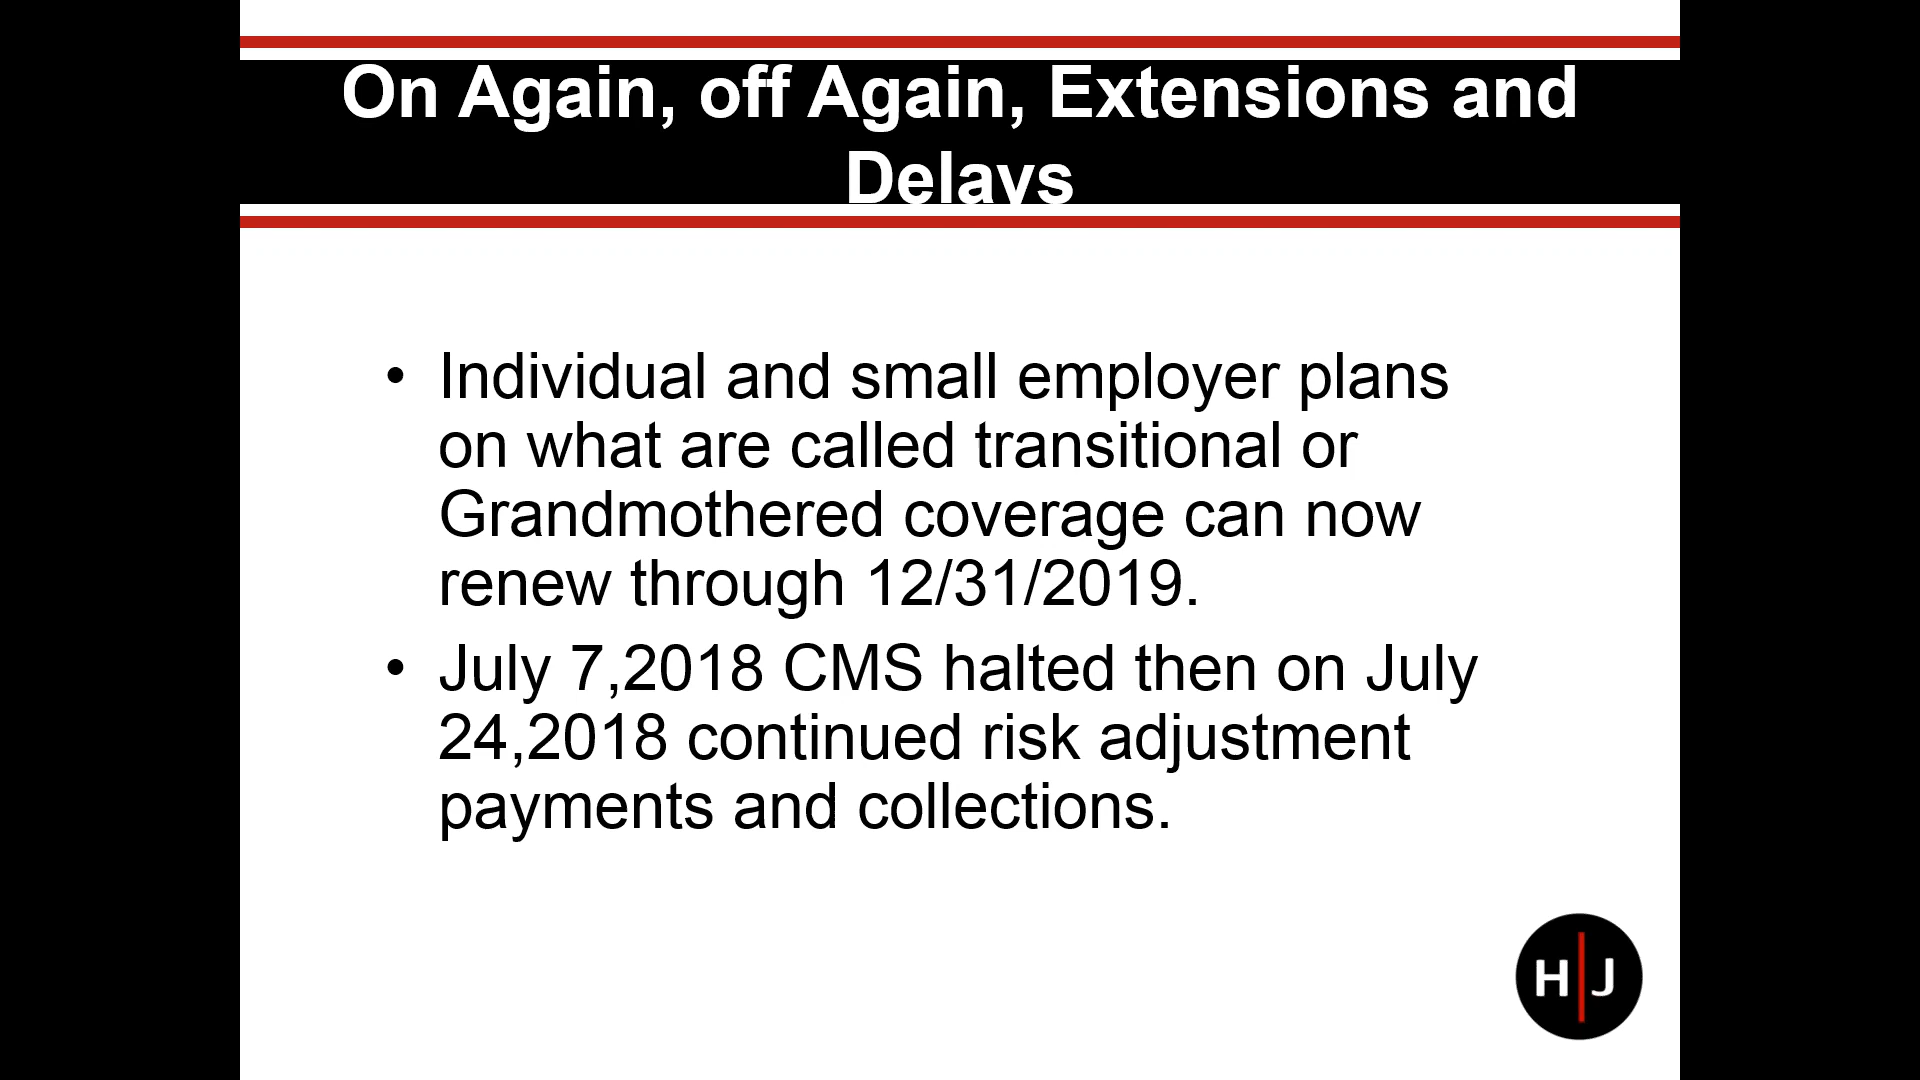 On Again, off Again, Extensions and
Delays
• Individual and small employer plans
on what are called transitional or
Grandmothered coverage can now
renew through 12/31/2019.
• July 7,2018 CMS halted then on July
24,2018 continued risk adjustment
payments and collections.
H|J